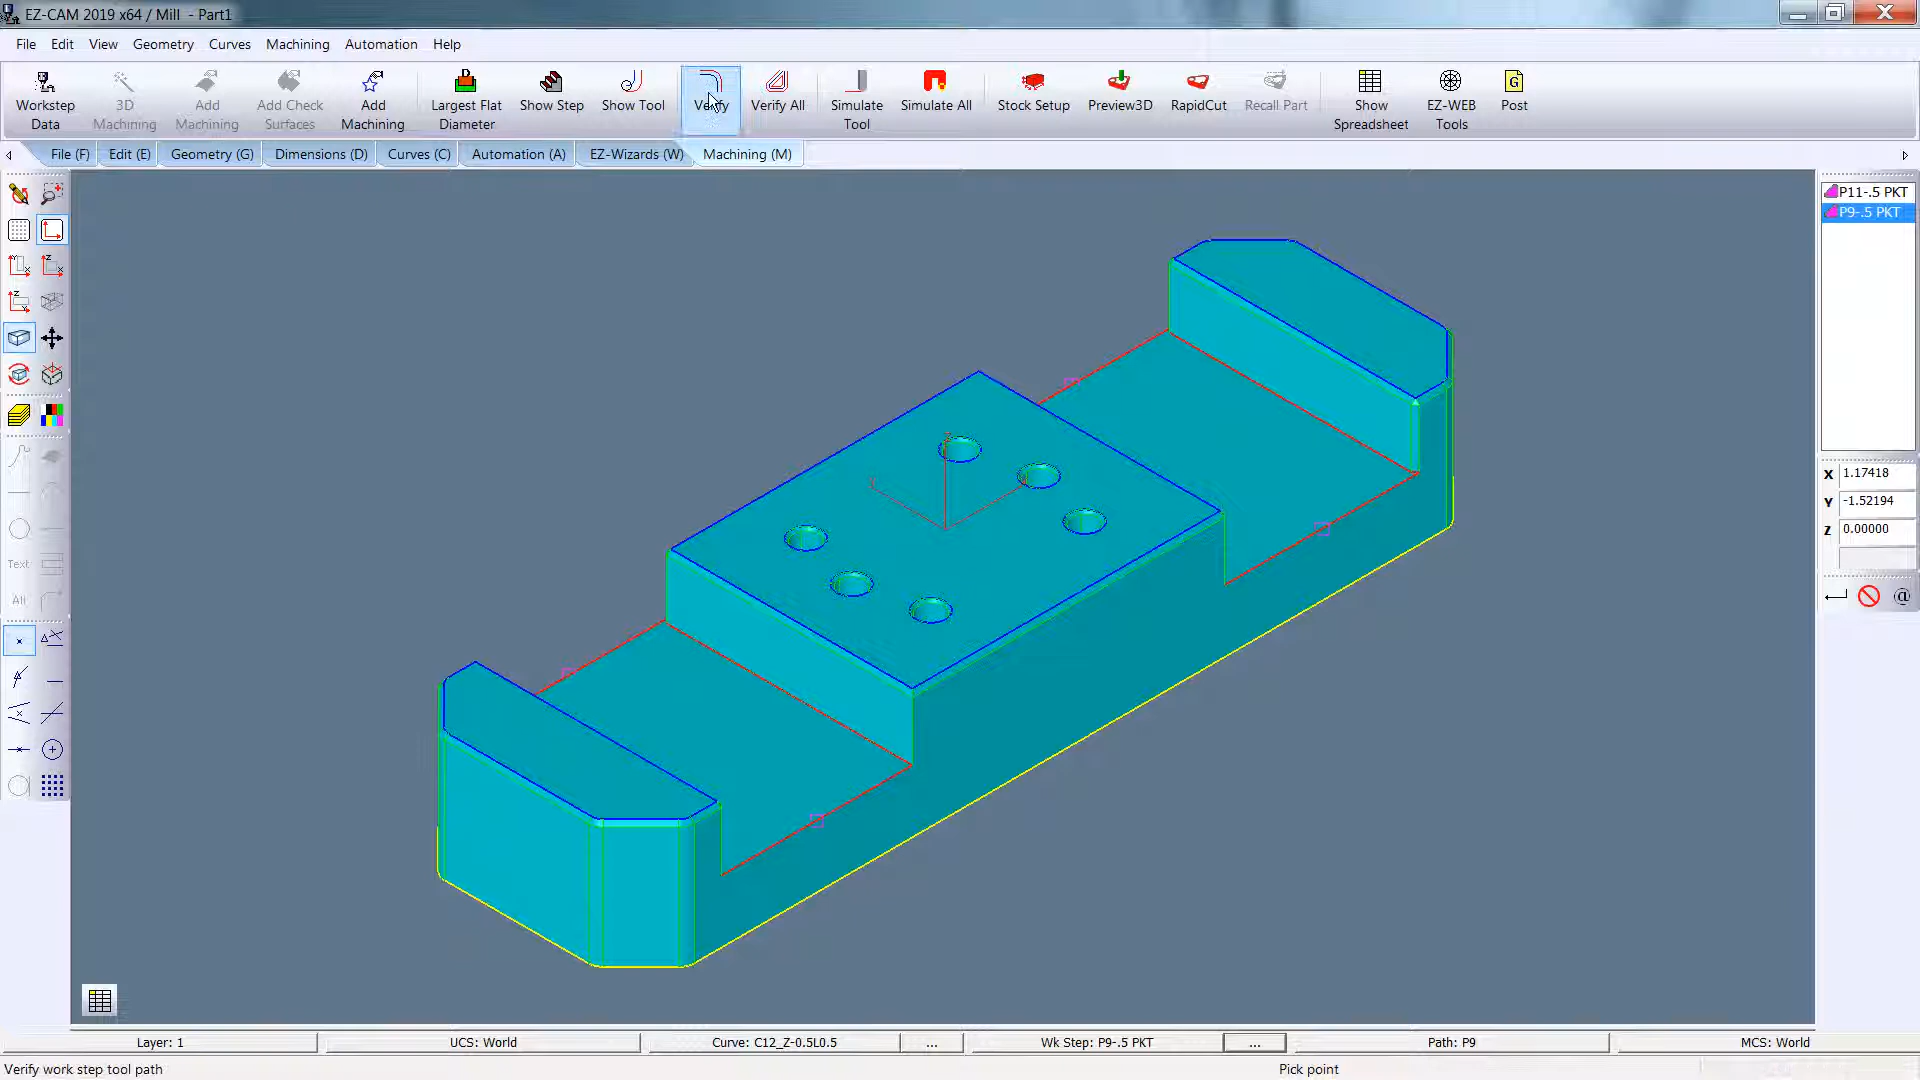 EZ-CAM 2019 x64 / Mill - Part1
File Edit View Geometry Curves Machining Automation Help
Workstep Data
3D Machining
Add Machining
Add Check Surfaces
Add Machining
Largest Flat Diameter
Show Step
Show Tool
Verify
Verify All
Simulate Tool
Simulate All
Stock Setup
Preview3D
RapidCut
Recall Part
Show Spreadsheet
EZ-WEB Tools
Post
File (F) Edit (E) Geometry (G) Dimensions (D) Curves (C) Automation (A) EZ-Wizards (W) Machining (M)
Text
Alt
P11-.5 PKT
P9-.5 PKT
X 1.17418
Y -1.52194
Z 0.00000
@
Layer: 1 UCS: World Curve: C12_Z-0.5L0.5 ... Wk Step: P9-.5 PKT ... Path: P9 MCS: World
Verify work step tool path Pick point